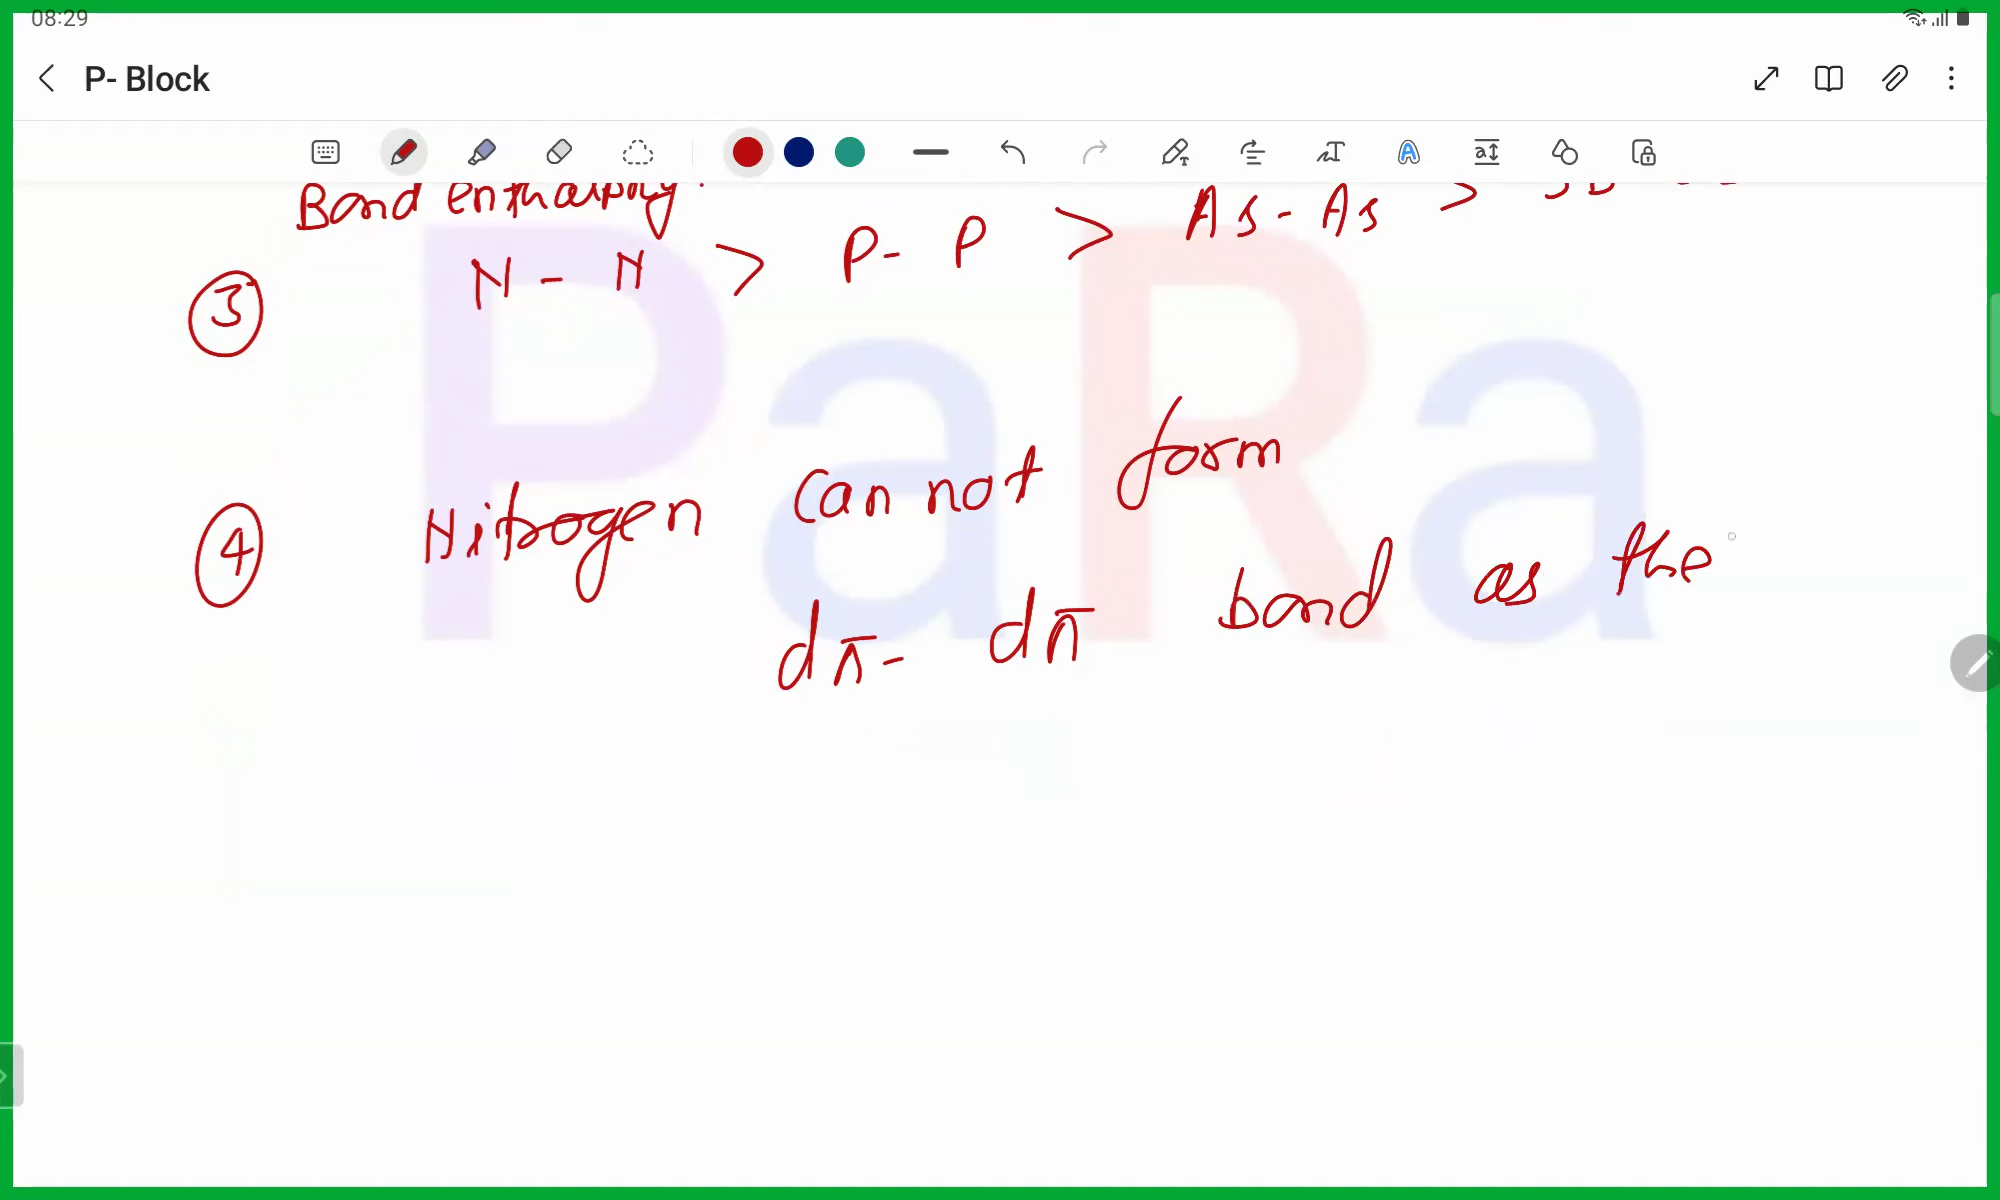 08:29
P- Block
Bond enthalpy:
③ N - N > P - P > As - As >
④ Nitrogen can not form
dπ - dπ bond as the
PaRa